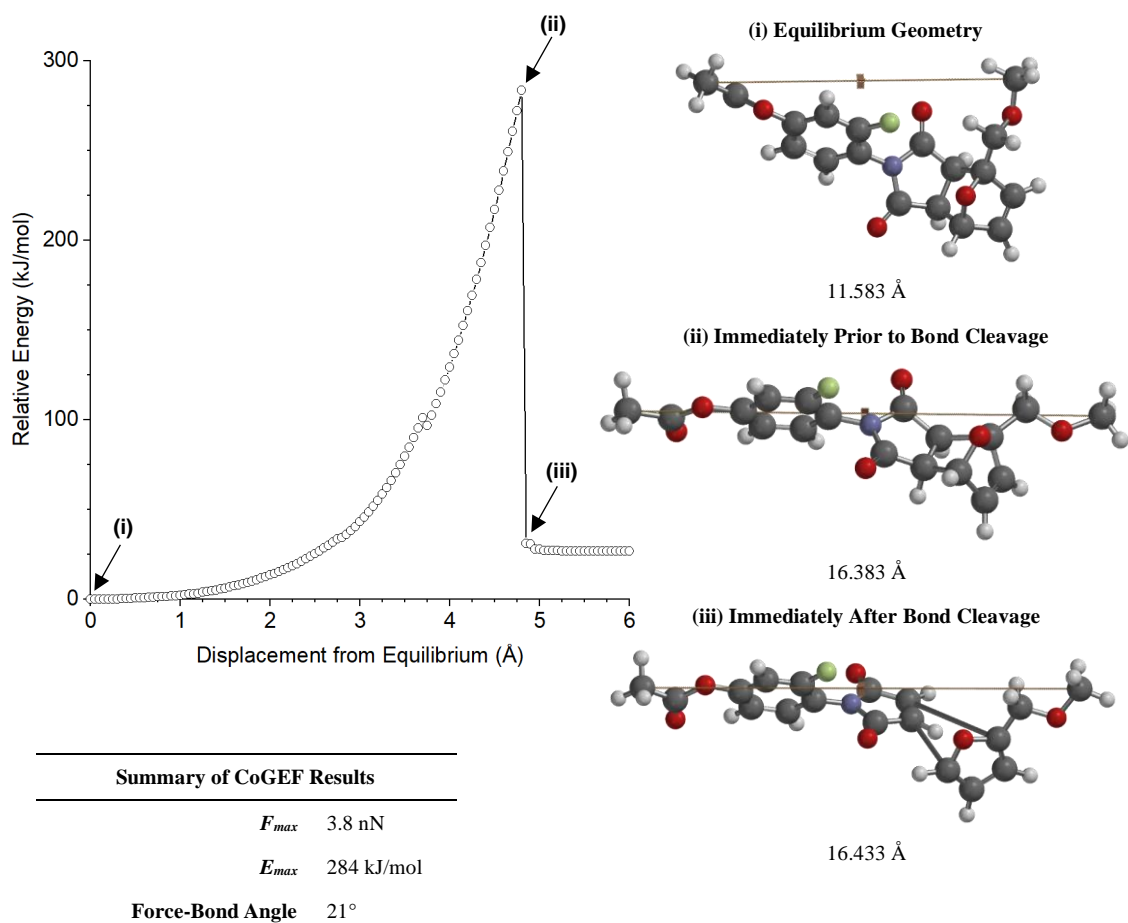 (ii)
300
200
100
0
Relative Energy (kJ/mol)
(i)
(iii)
0 1 2 3 4 5 6
Displacement from Equilibrium (Å)
(i) Equilibrium Geometry
11.583 Å
(ii) Immediately Prior to Bond Cleavage
16.383 Å
(iii) Immediately After Bond Cleavage
16.433 Å
Summary of CoGEF Results
Fmax 3.8 nN
Emax 284 kJ/mol
Force-Bond Angle 21°